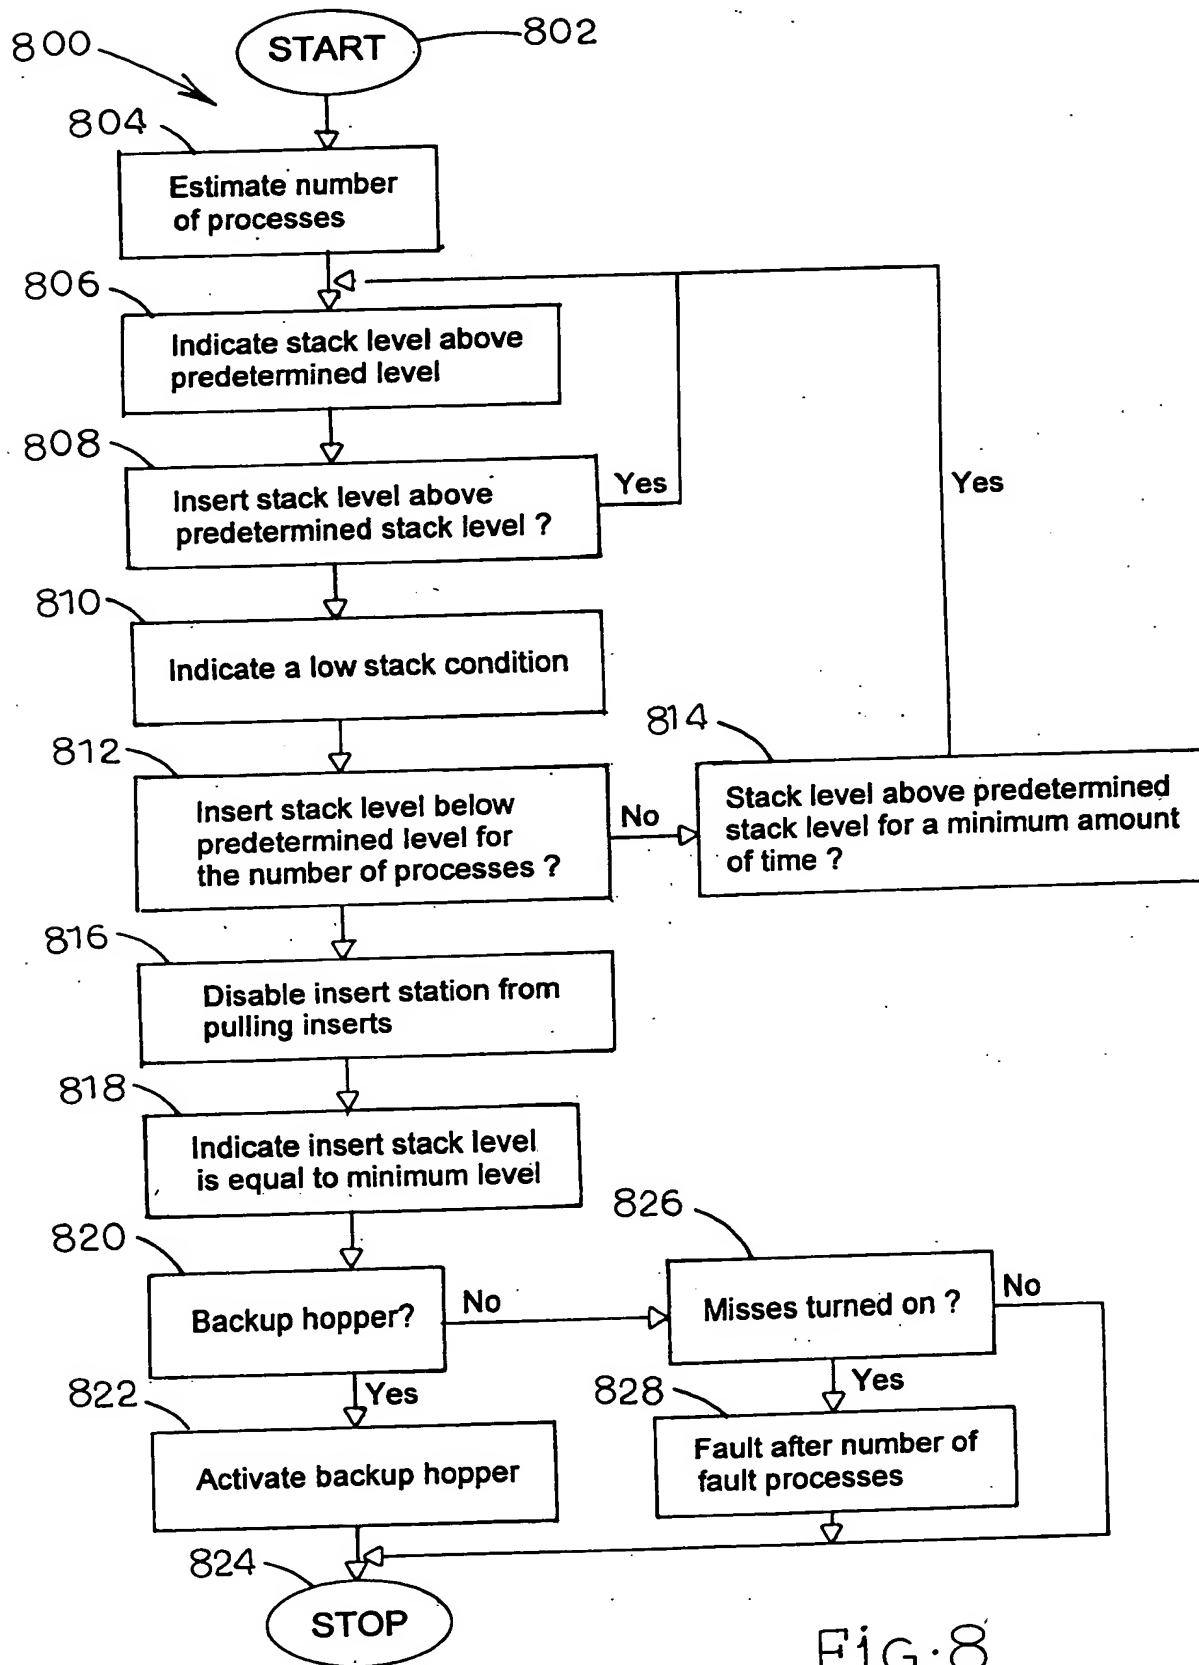 800
START
802
804
Estimate number
of processes
806
Indicate stack level above
predetermined level
808
Insert stack level above
predetermined stack level ?
Yes
Yes
810
Indicate a low stack condition
812
Insert stack level below
predetermined level for
the number of processes ?
No
814
Stack level above predetermined
stack level for a minimum amount
of time ?
816
Disable insert station from
pulling inserts
818
Indicate insert stack level
is equal to minimum level
820
Backup hopper?
No
826
Misses turned on ?
No
Yes
822
Activate backup hopper
Yes
828
Fault after number of
fault processes
824
STOP
FiG.8